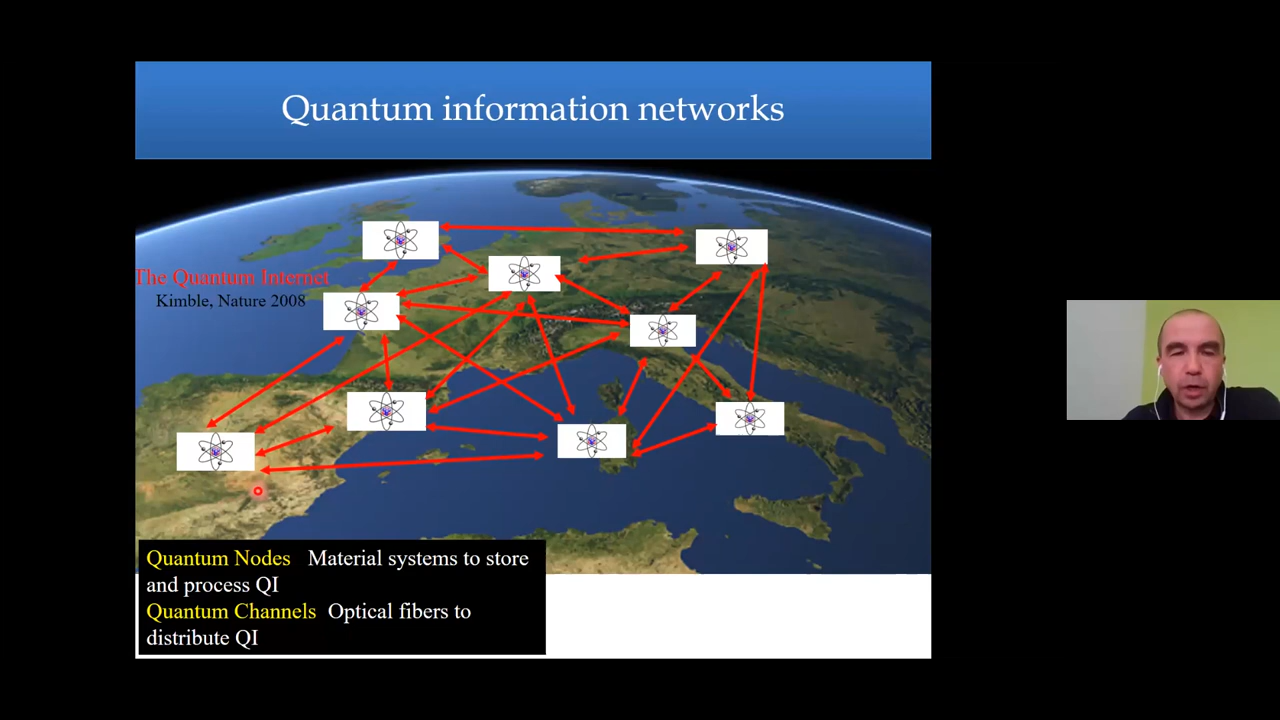 Quantum information networks
The Quantum Internet
Kimble, Nature 2008
Quantum Nodes Material systems to store
and process QI
Quantum Channels Optical fibers to
distribute QI